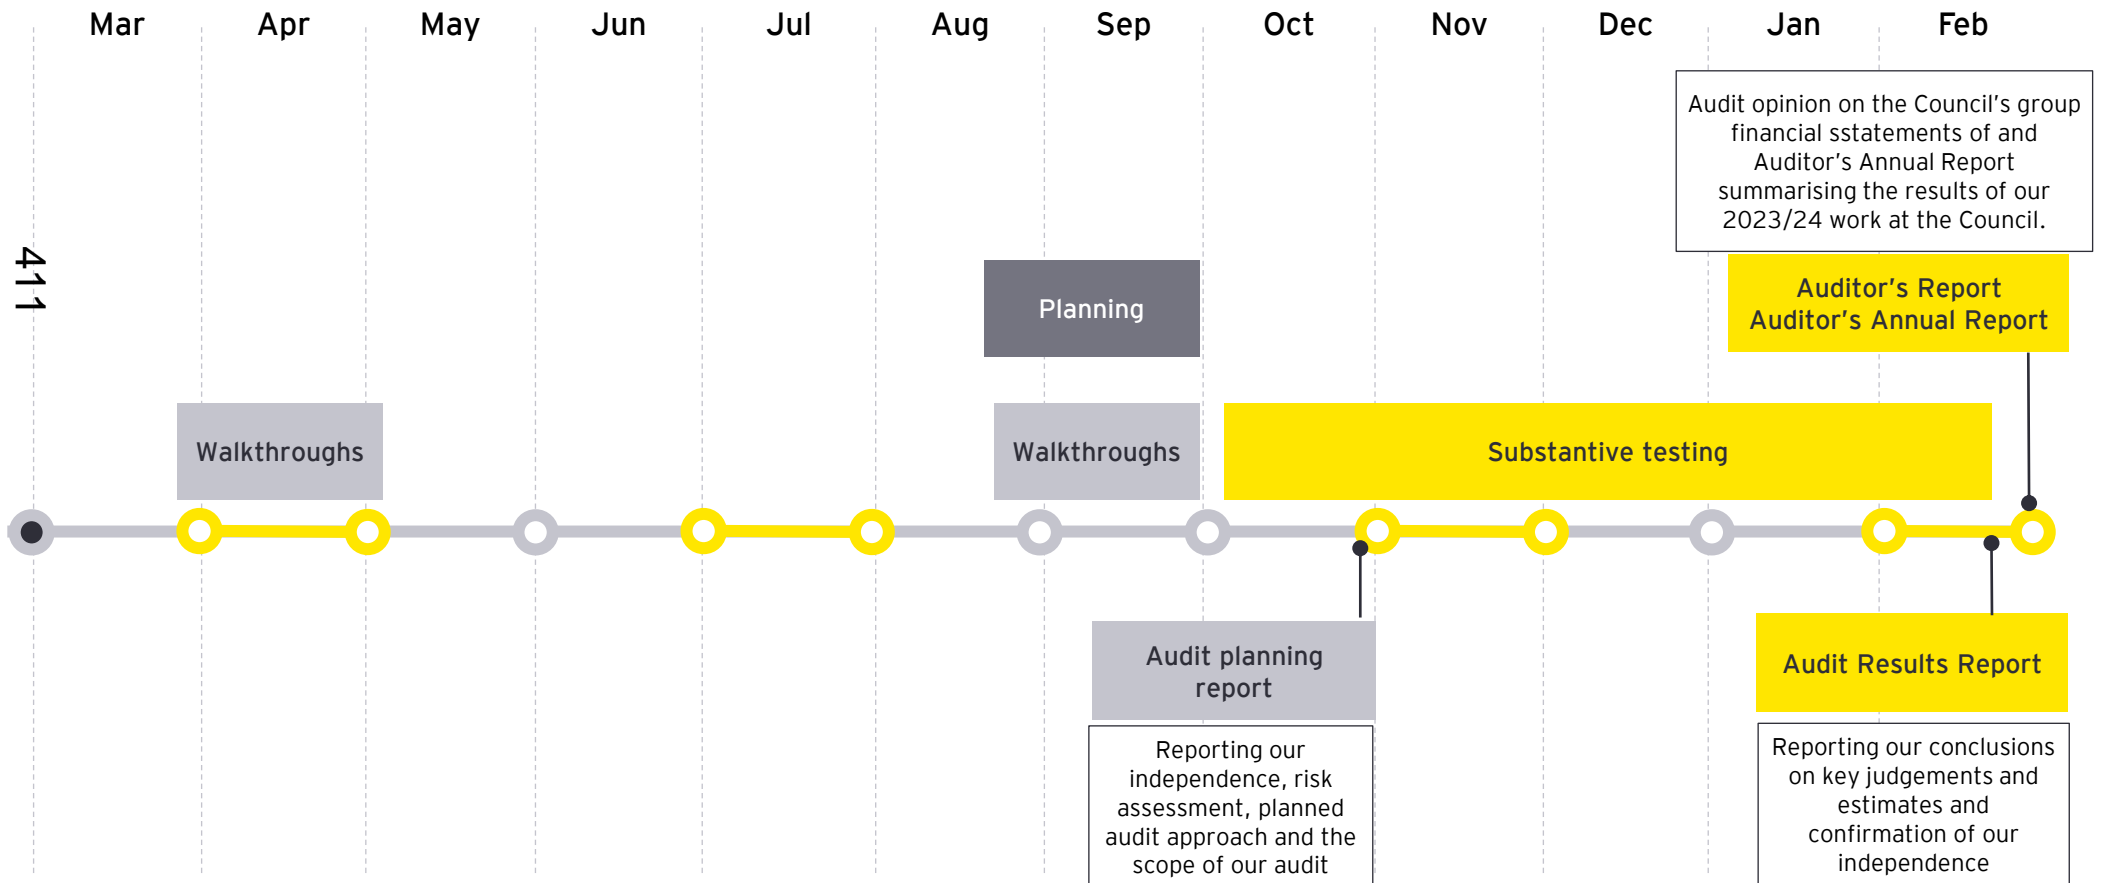 Mar Apr May Jun Jul Aug Sep Oct Nov Dec Jan Feb
Audit opinion on the Council's group
financial sstatements of and
Auditor's Annual Report
summarising the results of our
2023/24 work at the Council.
411
Planning
Auditor's Report
Auditor's Annual Report
Walkthroughs
Walkthroughs
Substantive testing
Audit planning
report
Audit Results Report
Reporting our
independence, risk
assessment, planned
audit approach and the
scope of our audit
Reporting our conclusions
on key judgements and
estimates and
confirmation of our
independence